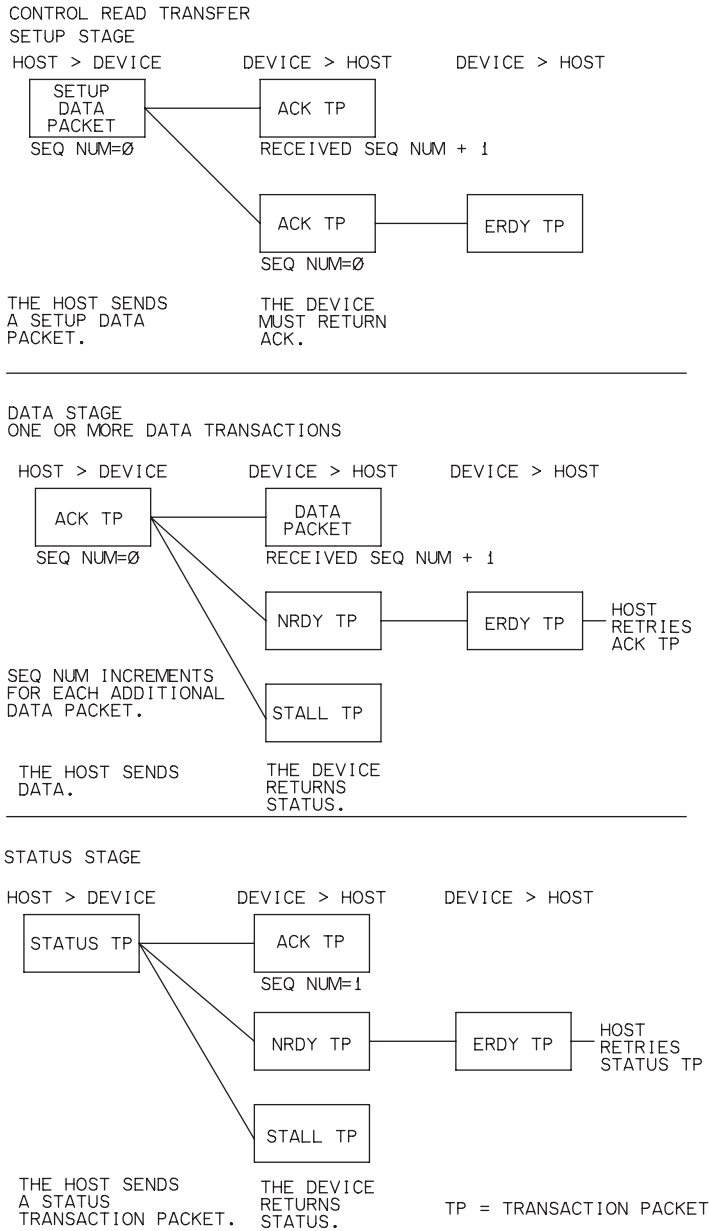 CONTROL READ TRANSFER
SETUP STAGE
HOST > DEVICE DEVICE > HOST DEVICE > HOST
SETUP
DATA
PACKET
ACK TP
SEQ NUM=Ø
RECEIVED SEQ NUM + 1
ACK TP
ERDY TP
SEQ NUM=Ø
THE HOST SENDS
A SETUP DATA
PACKET.
THE DEVICE
MUST RETURN
ACK.
DATA STAGE
ONE OR MORE DATA TRANSACTIONS
HOST > DEVICE DEVICE > HOST DEVICE > HOST
ACK TP
DATA
PACKET
SEQ NUM=Ø
RECEIVED SEQ NUM + 1
NRDY TP
ERDY TP
HOST
RETRIES
ACK TP
SEQ NUM INCREMENTS
FOR EACH ADDITIONAL
DATA PACKET.
STALL TP
THE HOST SENDS
DATA.
THE DEVICE
RETURNS
STATUS.
STATUS STAGE
HOST > DEVICE DEVICE > HOST DEVICE > HOST
STATUS TP
ACK TP
SEQ NUM=1
NRDY TP
ERDY TP
HOST
RETRIES
STATUS TP
STALL TP
THE HOST SENDS
A STATUS
TRANSACTION PACKET.
THE DEVICE
RETURNS
STATUS.
TP = TRANSACTION PACKET